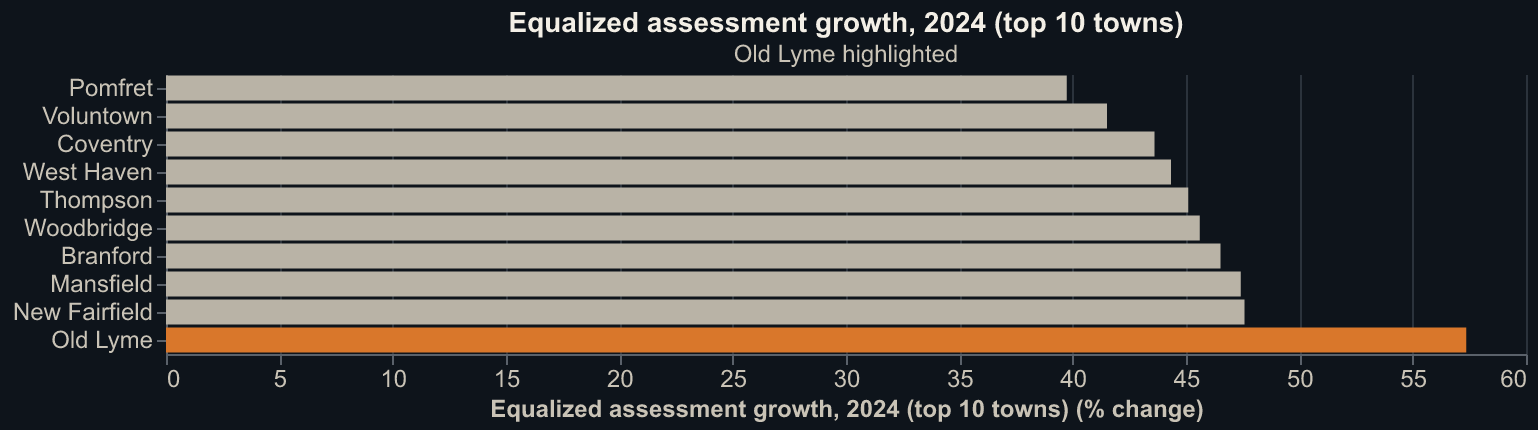 Equalized assessment growth, 2024 (top 10 towns)
Old Lyme highlighted
Pomfret
Voluntown
Coventry
West Haven
Thompson
Woodbridge
Branford
Mansfield
New Fairfield
Old Lyme
0 5 10 15 20 25 30 35 40 45 50 55 60
Equalized assessment growth, 2024 (top 10 towns) (% change)